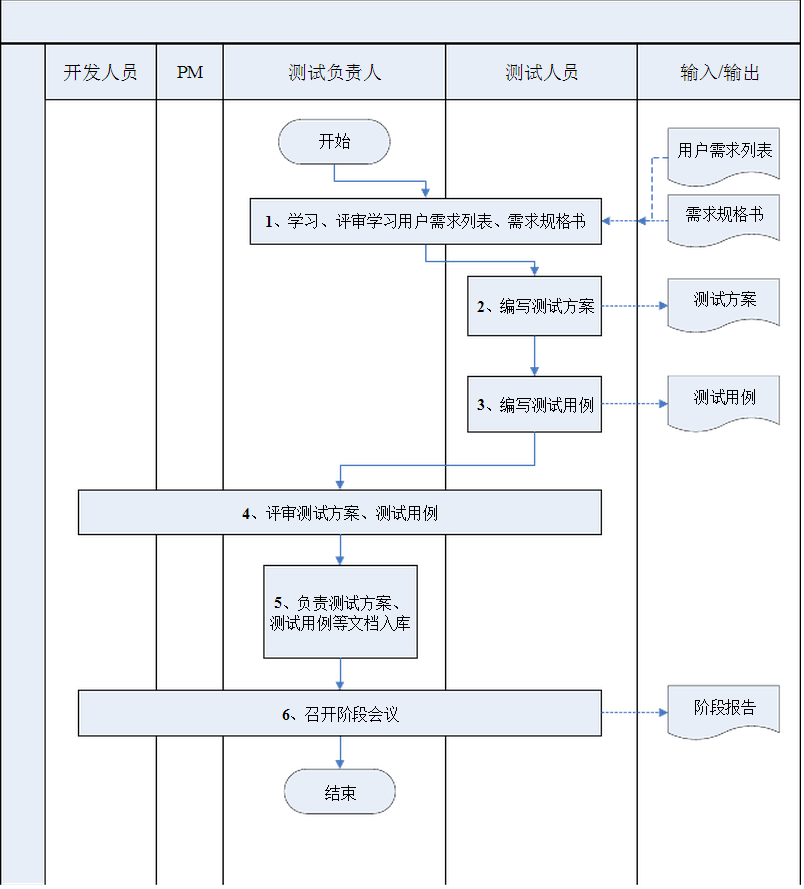 开发人员
PM
测试负责人
测试人员
输入/输出
开始
用户需求列表
需求规格书
1、学习、评审学习用户需求列表、需求规格书
2、编写测试方案
测试方案
3、编写测试用例
测试用例
4、评审测试方案、测试用例
5、负责测试方案、
测试用例等文档入库
6、召开阶段会议
阶段报告
结束